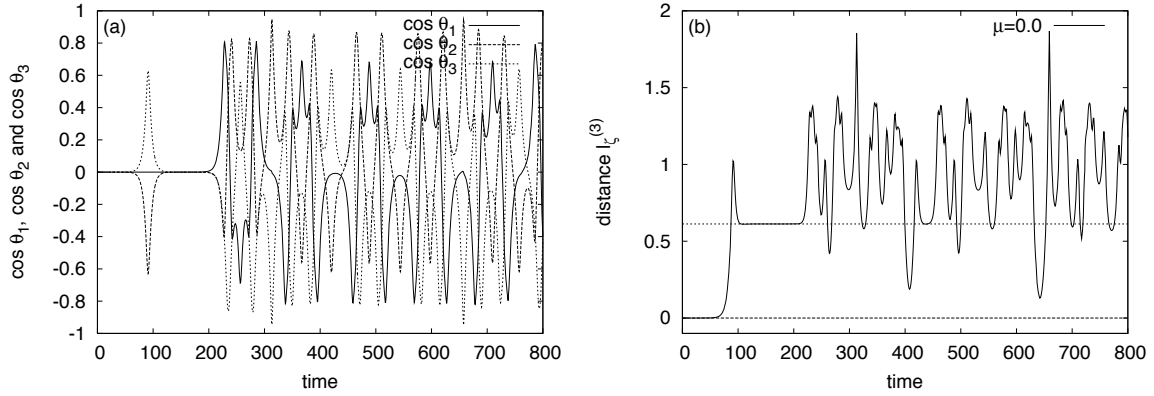 (a)
cos θ1
cos θ2
cos θ3
1
0.8
0.6
0.4
0.2
0
-0.2
-0.4
-0.6
-0.8
-1
cos θ1, cos θ2 and cos θ3
0 100 200 300 400 500 600 700 800
time
(b)
μ=0.0
2
1.5
1
0.5
0
distance lζ(3)
0 100 200 300 400 500 600 700 800
time